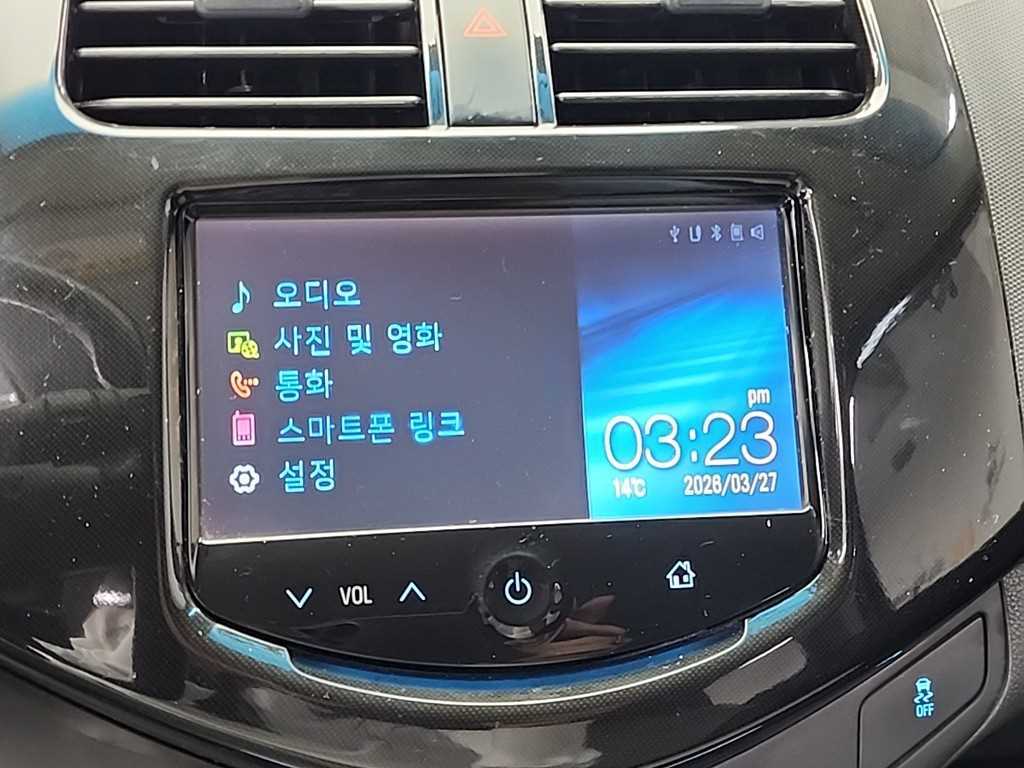 오디오
사진 및 영화
통화
스마트폰 링크
설정
pm
03:23
14℃ 2026/03/27
VOL
OFF